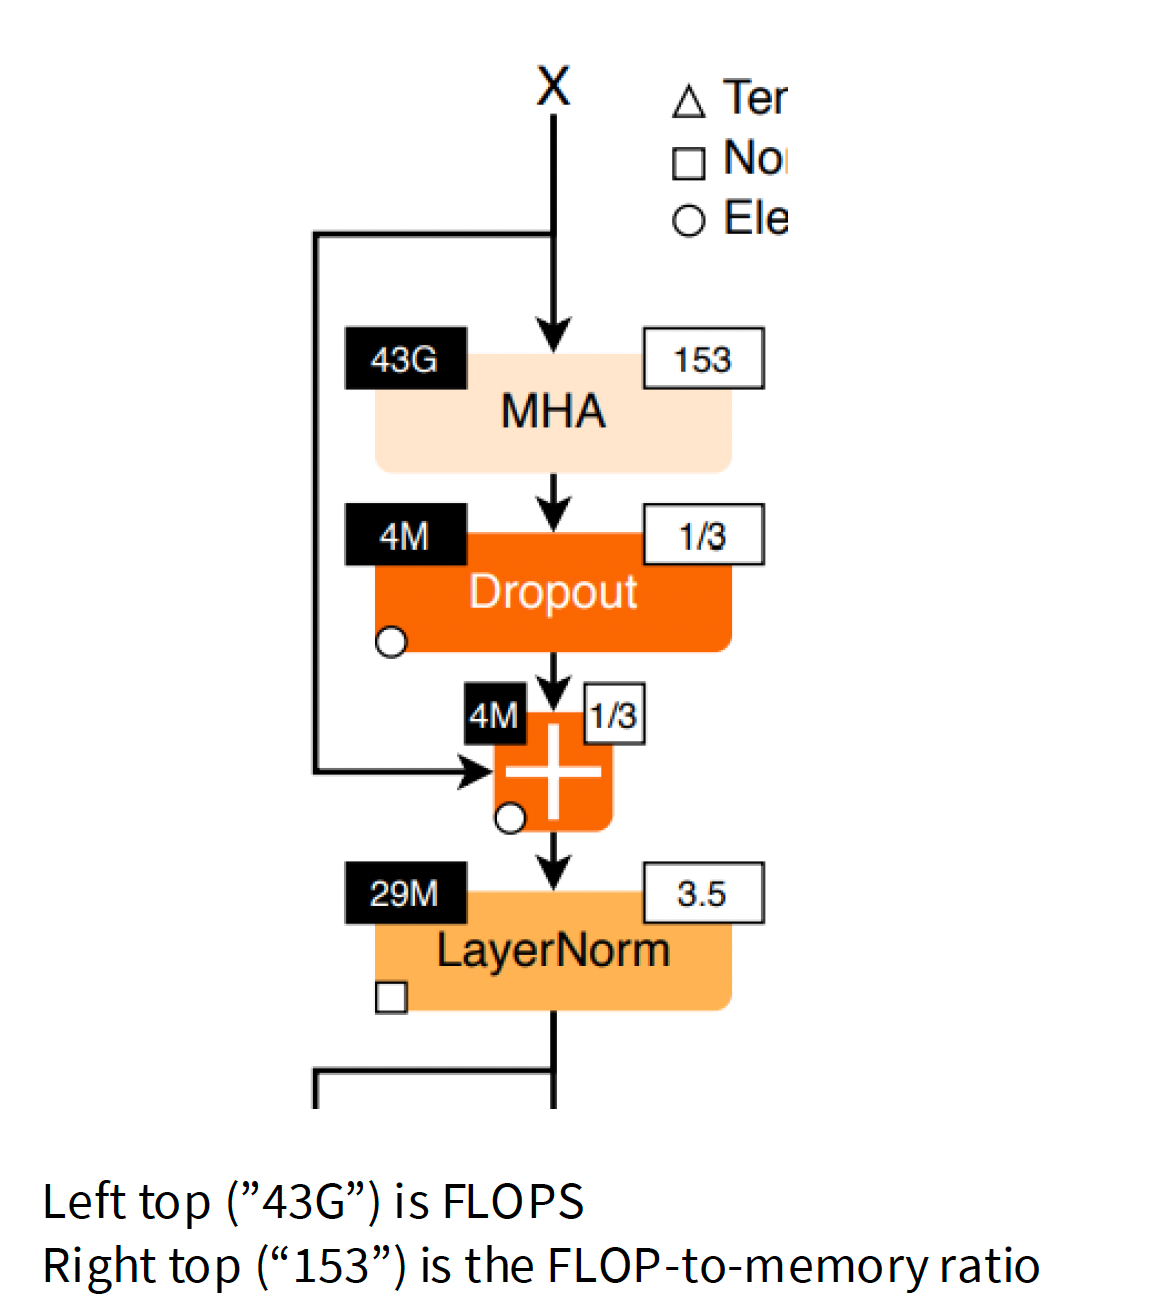 X
△ Ter
□ Nor
○ Ele
43G 153
MHA
4M 1/3
Dropout
4M 1/3
29M 3.5
LayerNorm
Left top (”43G”) is FLOPS
Right top (“153”) is the FLOP-to-memory ratio